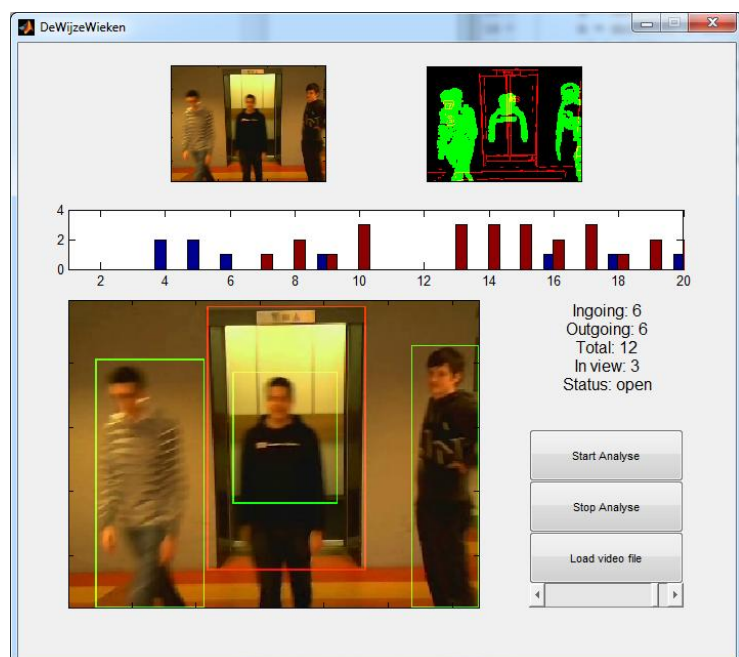 DeWijzeWieken
4
2
0
2 4 6 8 10 12 14 16 18 20
Ingoing: 6
Outgoing: 6
Total: 12
In view: 3
Status: open
Start Analyse
Stop Analyse
Load video file